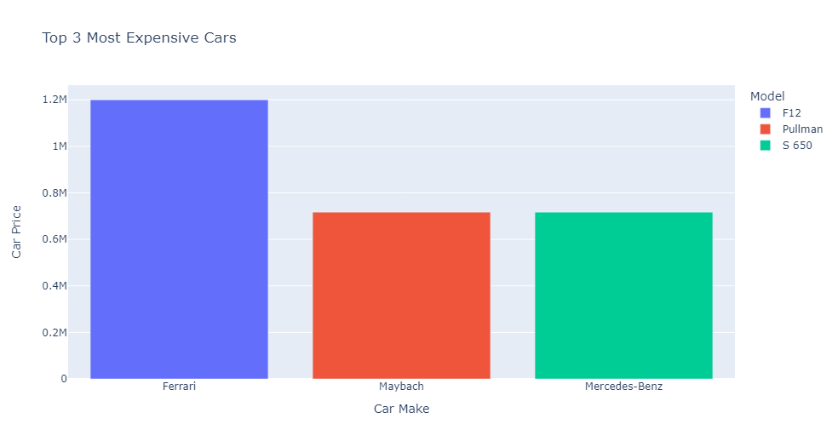 Top 3 Most Expensive Cars
Model
F12
Pullman
S 650
Car Price
1.2M
1M
0.8M
0.6M
0.4M
0.2M
0
Ferrari
Maybach
Mercedes-Benz
Car Make